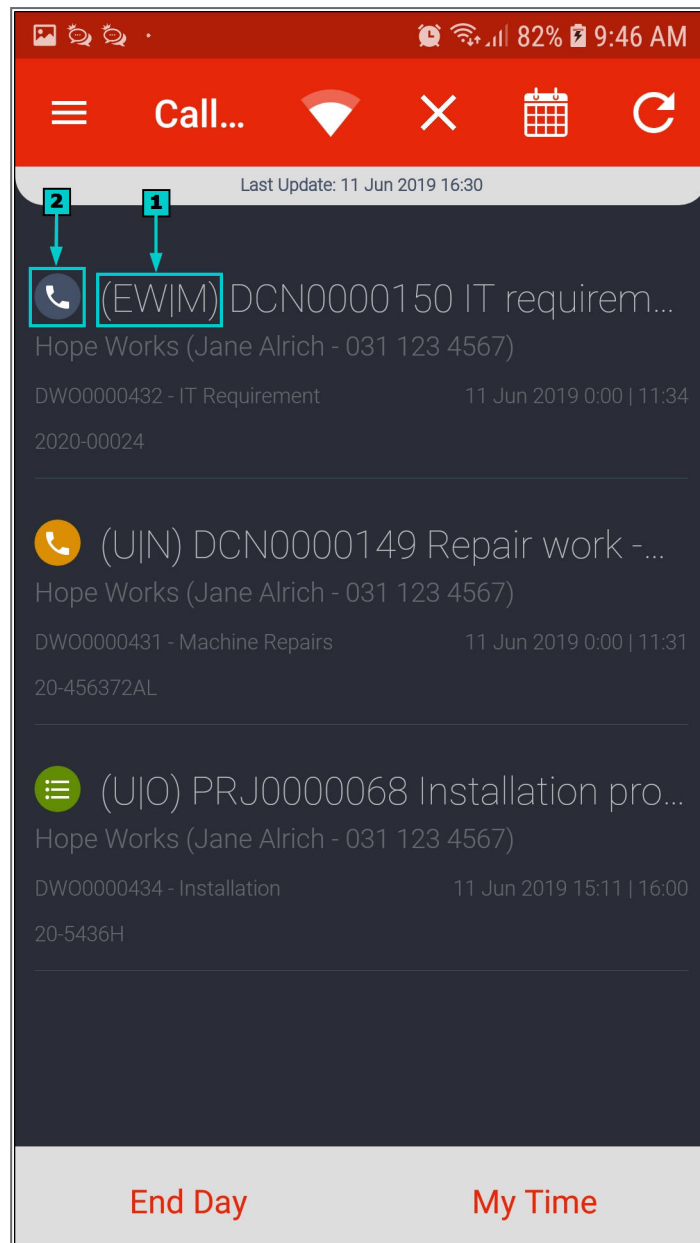 82% 9:46 AM
Call...
Last Update: 11 Jun 2019 16:30
2 1
(EW|M) DCN0000150 IT requirem...
Hope Works (Jane Alrich - 031 123 4567)
DWO0000432 - IT Requirement 11 Jun 2019 0:00 | 11:34
2020-00024
(U|N) DCN0000149 Repair work -...
Hope Works (Jane Alrich - 031 123 4567)
DWO0000431 - Machine Repairs 11 Jun 2019 0:00 | 11:31
20-456372AL
(U|O) PRJ0000068 Installation pro...
Hope Works (Jane Alrich - 031 123 4567)
DWO0000434 - Installation 11 Jun 2019 15:11 | 16:00
20-5436H
End Day My Time